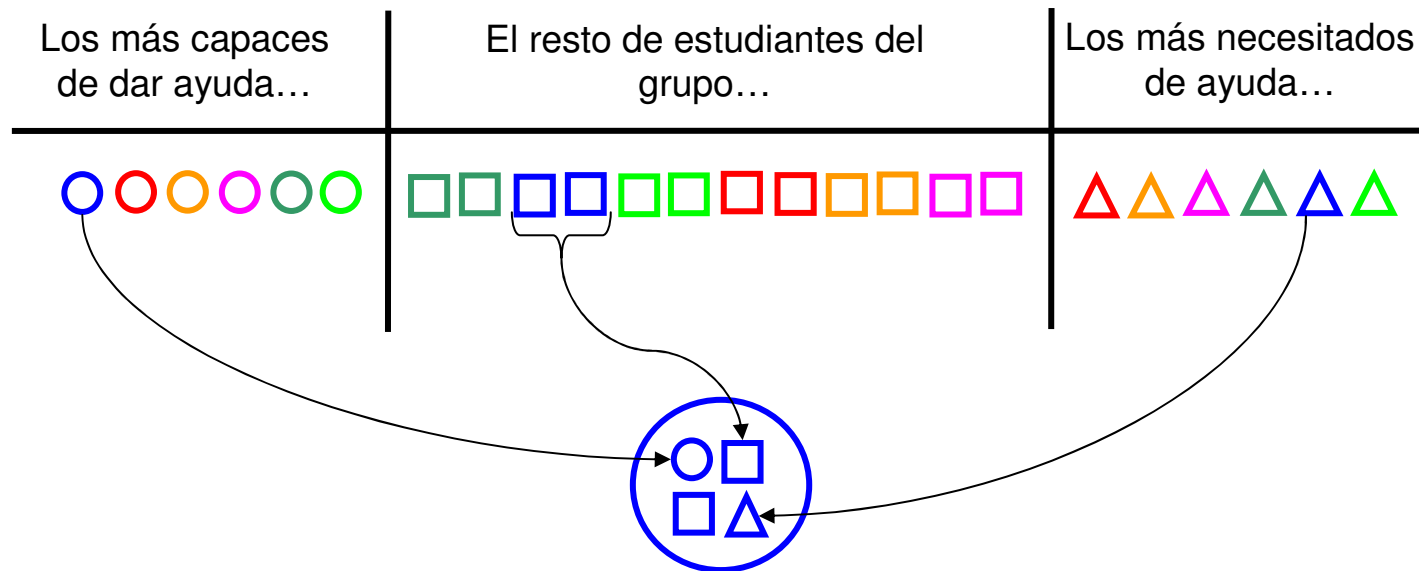 Los más capaces
de dar ayuda…
El resto de estudiantes del
grupo…
Los más necesitados
de ayuda…